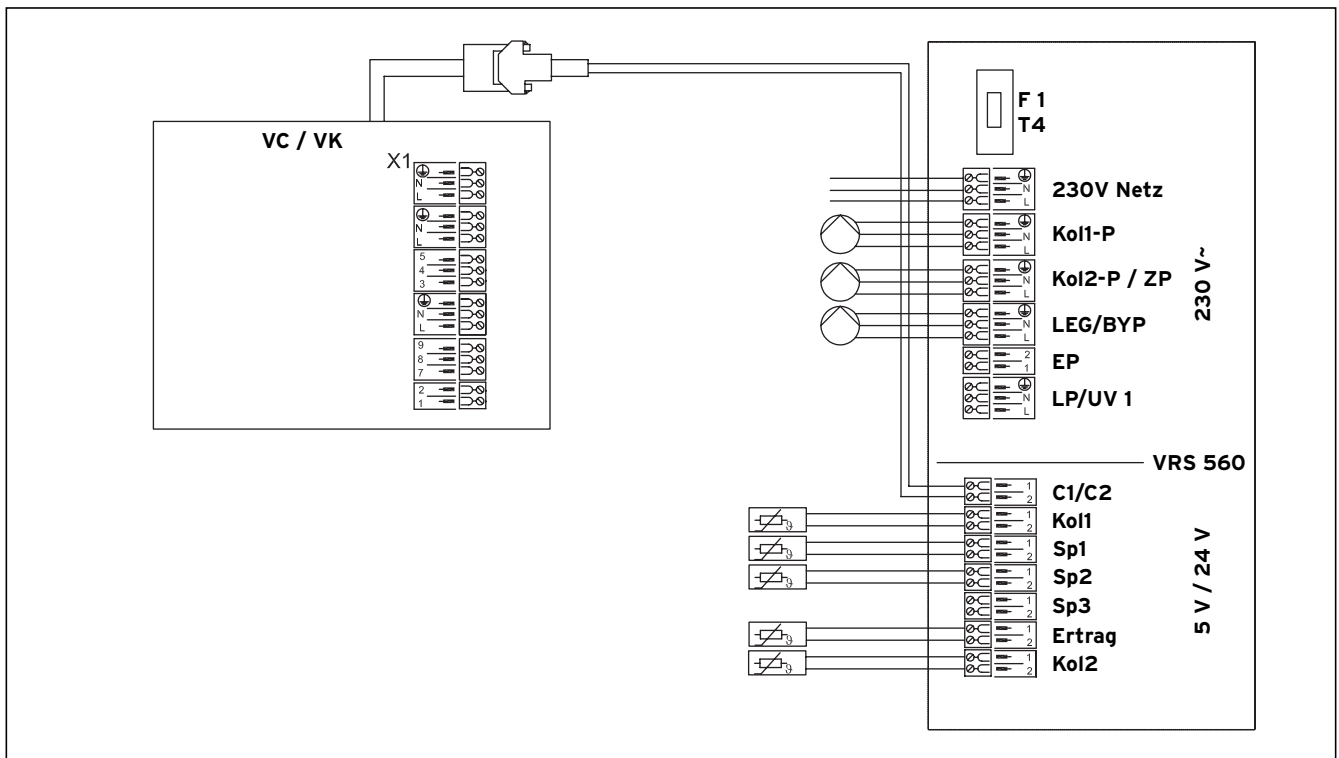 VC / VK
X1
N
L
N
L
5
4
3
N
L
9
8
7
2
1
F 1
T4
N
L
230V Netz
N
L
Kol1-P
N
L
Kol2-P / ZP
N
L
LEG/BYP
2
1
EP
N
L
LP/UV 1
230 V~
VRS 560
1
2
C1/C2
ϑ
1
2
Kol1
ϑ
1
2
Sp1
ϑ
1
2
Sp2
1
2
Sp3
ϑ
1
2
Ertrag
ϑ
1
2
Kol2
5 V / 24 V